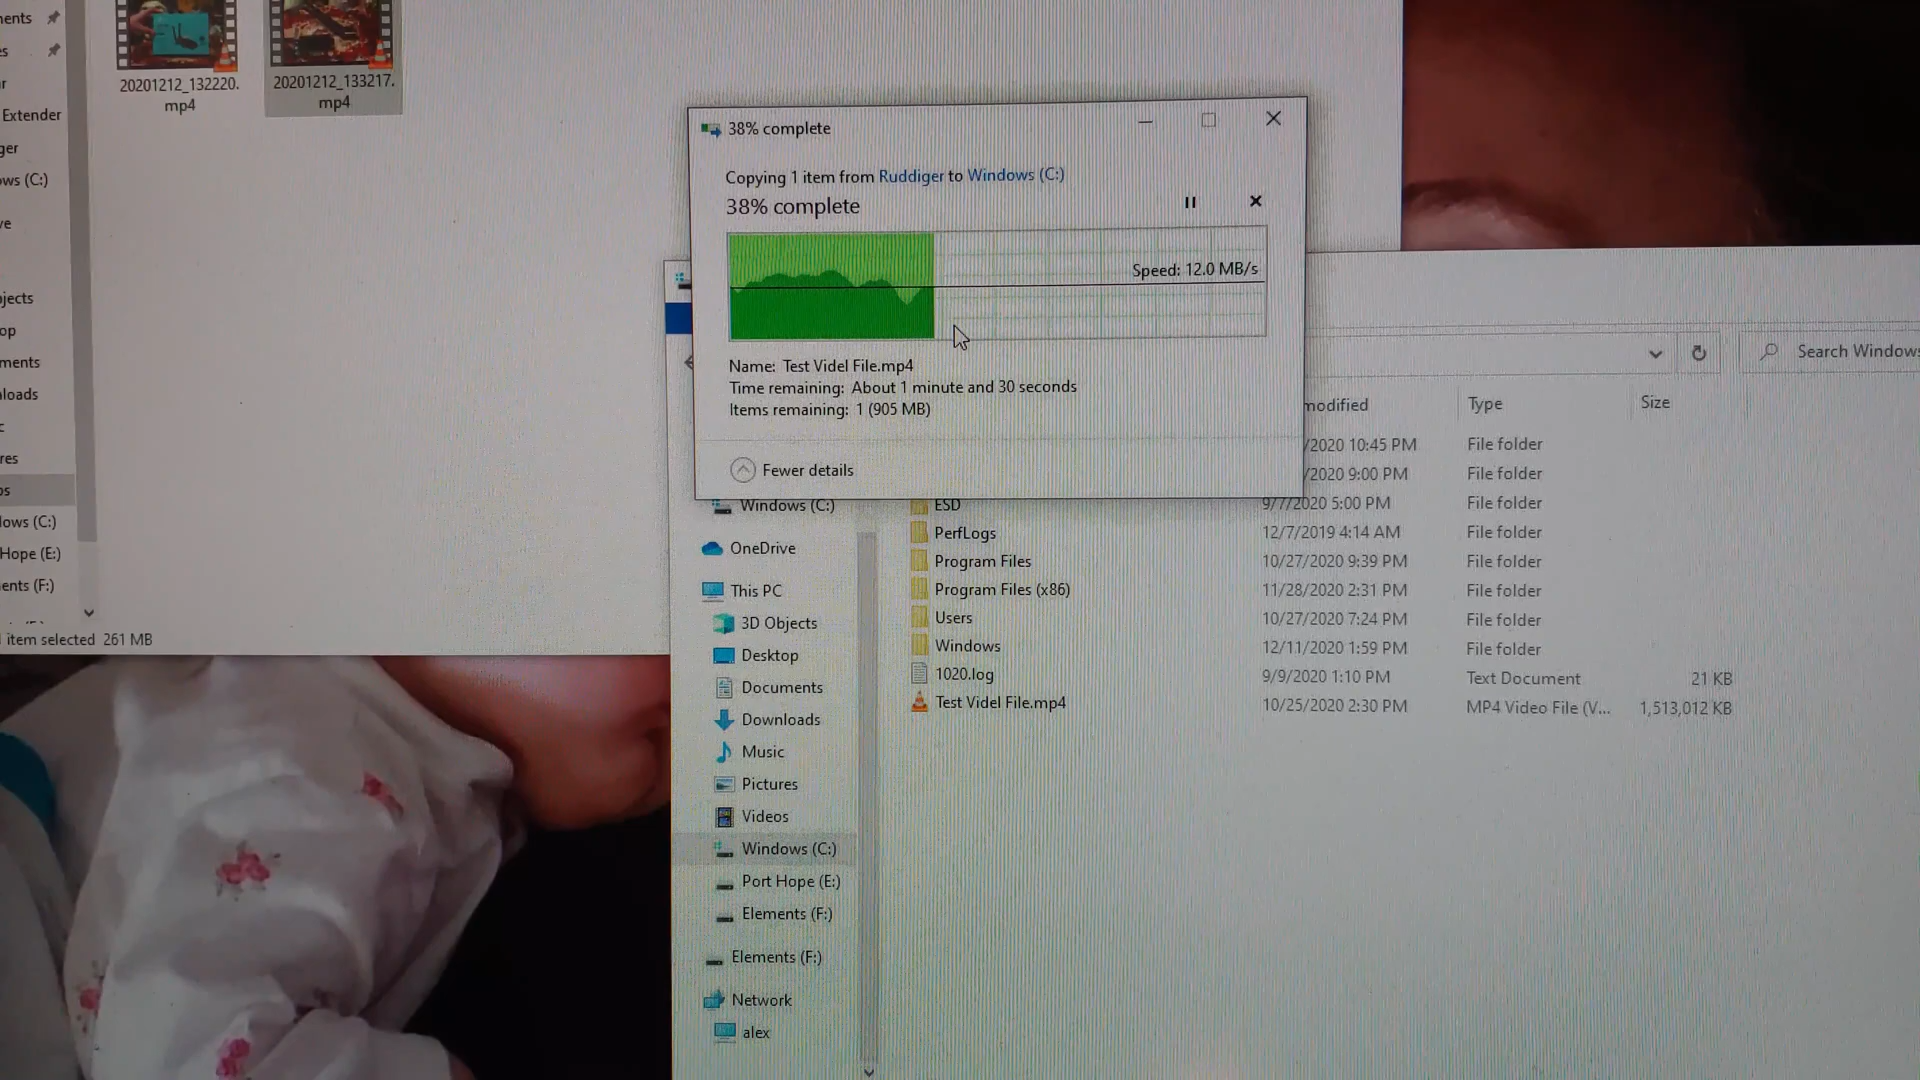 ments
es
er
Extender
ger
ows (C:)
ve
bjects
op
ments
loads
c
res
os
dows (C:)
Hope (E:)
ents (F:)
item selected 261 MB
20201212_132220.
mp4
20201212_133217.
mp4
38% complete
Copying 1 item from Ruddiger to Windows (C:)
38% complete
Speed: 12.0 MB/s
Name: Test Videl File.mp4
Time remaining: About 1 minute and 30 seconds
Items remaining: 1 (905 MB)
Fewer details
Search Windows
modified Type Size
/2020 10:45 PM File folder
/2020 9:00 PM File folder
ESD 9/7/2020 5:00 PM File folder
PerfLogs 12/7/2019 4:14 AM File folder
Program Files 10/27/2020 9:39 PM File folder
Program Files (x86) 11/28/2020 2:31 PM File folder
Users 10/27/2020 7:24 PM File folder
Windows 12/11/2020 1:59 PM File folder
1020.log 9/9/2020 1:10 PM Text Document 21 KB
Test Videl File.mp4 10/25/2020 2:30 PM MP4 Video File (V... 1,513,012 KB
Windows (C:)
OneDrive
This PC
3D Objects
Desktop
Documents
Downloads
Music
Pictures
Videos
Windows (C:)
Port Hope (E:)
Elements (F:)
Elements (F:)
Network
alex